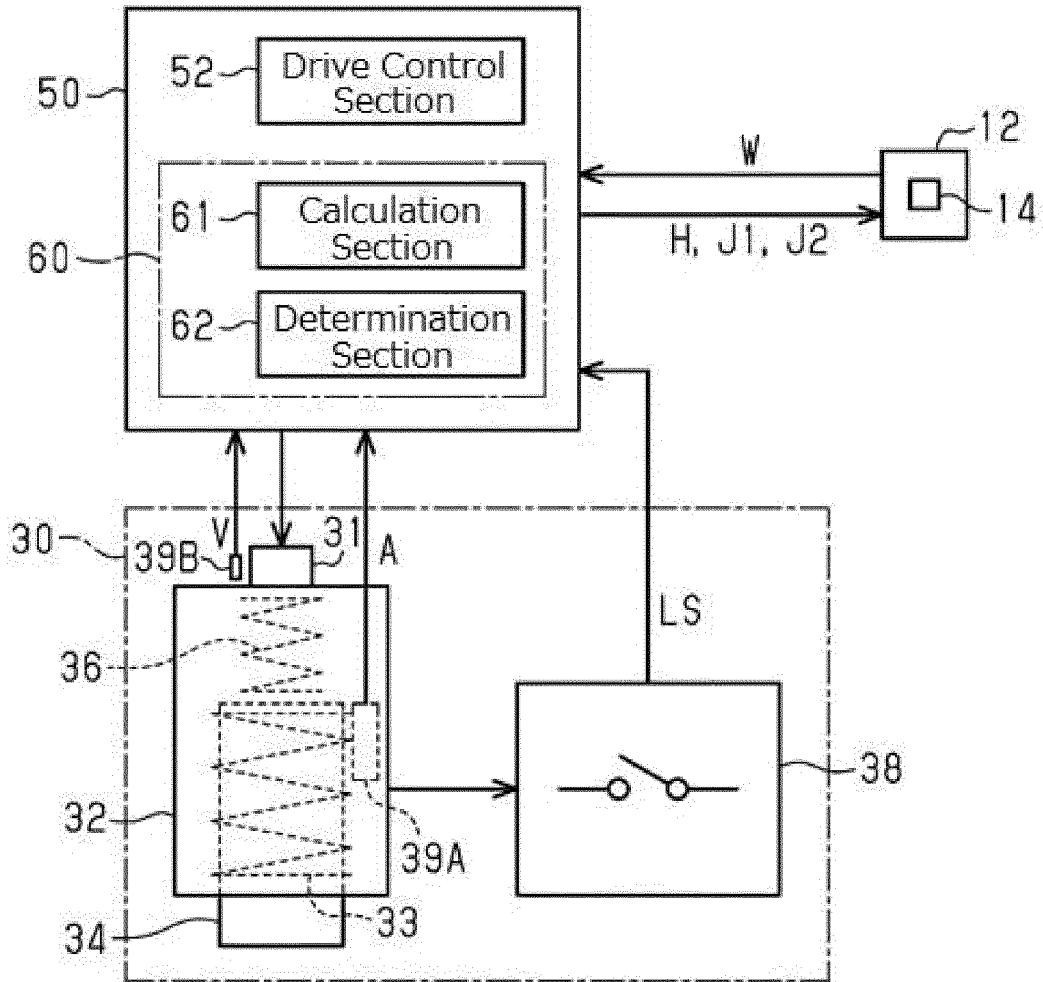 52
Drive Control
Section
50
12
W
14
61
Calculation
Section
H, J1, J2
60
62
Determination
Section
30
V
31
A
39B
LS
36
38
32
39A
33
34